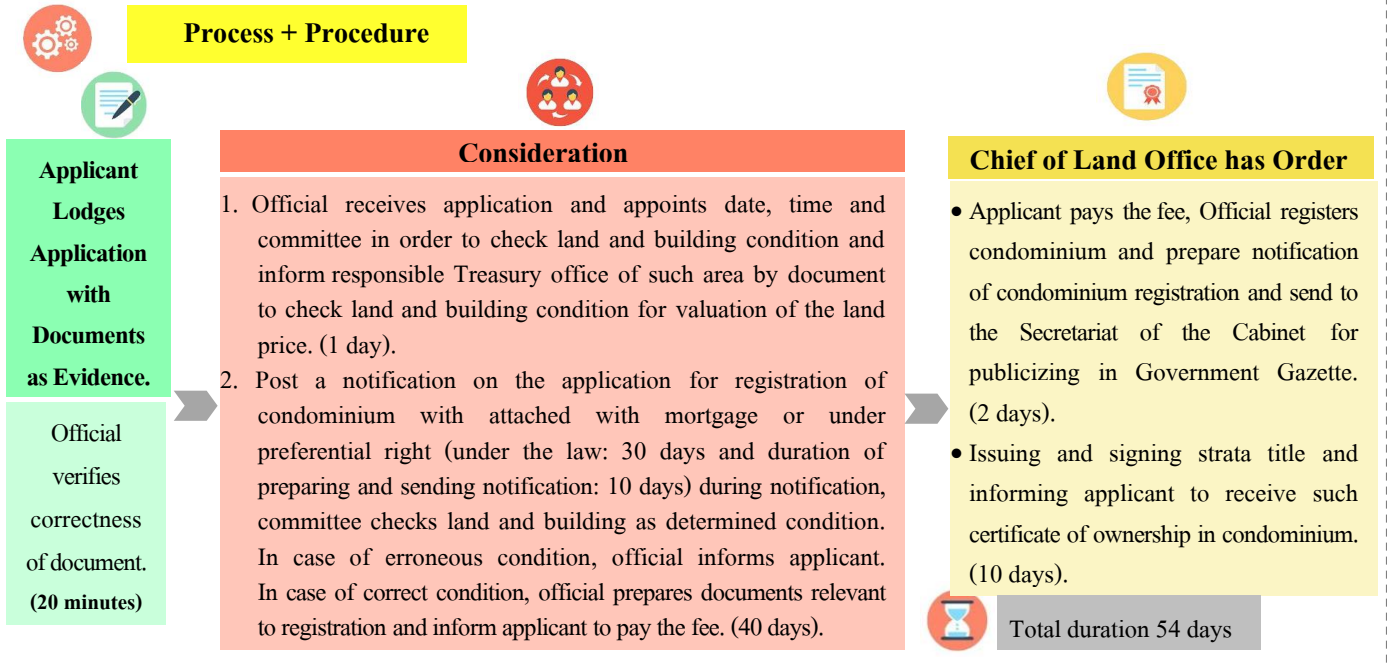 Process + Procedure
Applicant
Lodges
Application
with
Documents
as Evidence.
Official
verifies
correctness
of document.
(20 minutes)
Consideration
1. Official receives application and appoints date, time and
committee in order to check land and building condition and
inform responsible Treasury office of such area by document
to check land and building condition for valuation of the land
price. (1 day).
2. Post a notification on the application for registration of
condominium with attached with mortgage or under
preferential right (under the law: 30 days and duration of
preparing and sending notification: 10 days) during notification,
committee checks land and building as determined condition.
In case of erroneous condition, official informs applicant.
In case of correct condition, official prepares documents relevant
to registration and inform applicant to pay the fee. (40 days).
Chief of Land Office has Order
• Applicant pays the fee, Official registers
condominium and prepare notification
of condominium registration and send to
the Secretariat of the Cabinet for
publicizing in Government Gazette.
(2 days).
• Issuing and signing strata title and
informing applicant to receive such
certificate of ownership in condominium.
(10 days).
Total duration 54 days